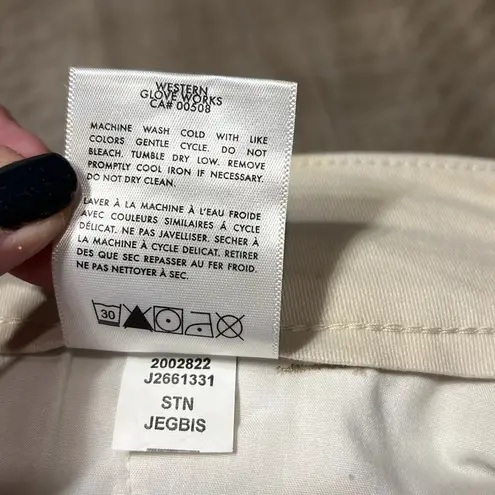 WESTERN
GLOVE WORKS
CA# 00508
MACHINE WASH COLD WITH LIKE
COLORS GENTLE CYCLE. DO NOT
BLEACH. TUMBLE DRY LOW. REMOVE
PROMPTLY COOL IRON IF NECESSARY.
DO NOT DRY CLEAN.
LAVER À LA MACHINE À L'EAU FROIDE
AVEC COULEURS SIMILAIRES À CYCLE
DÉLICAT. NE PAS JAVELLISER. SECHER À
LA MACHINE À CYCLE DELICAT. RETIRER
DES QUE SEC REPASSER AU FER FROID.
NE PAS NETTOYER À SEC.
30
2002822
J2661331
STN
JEGBIS